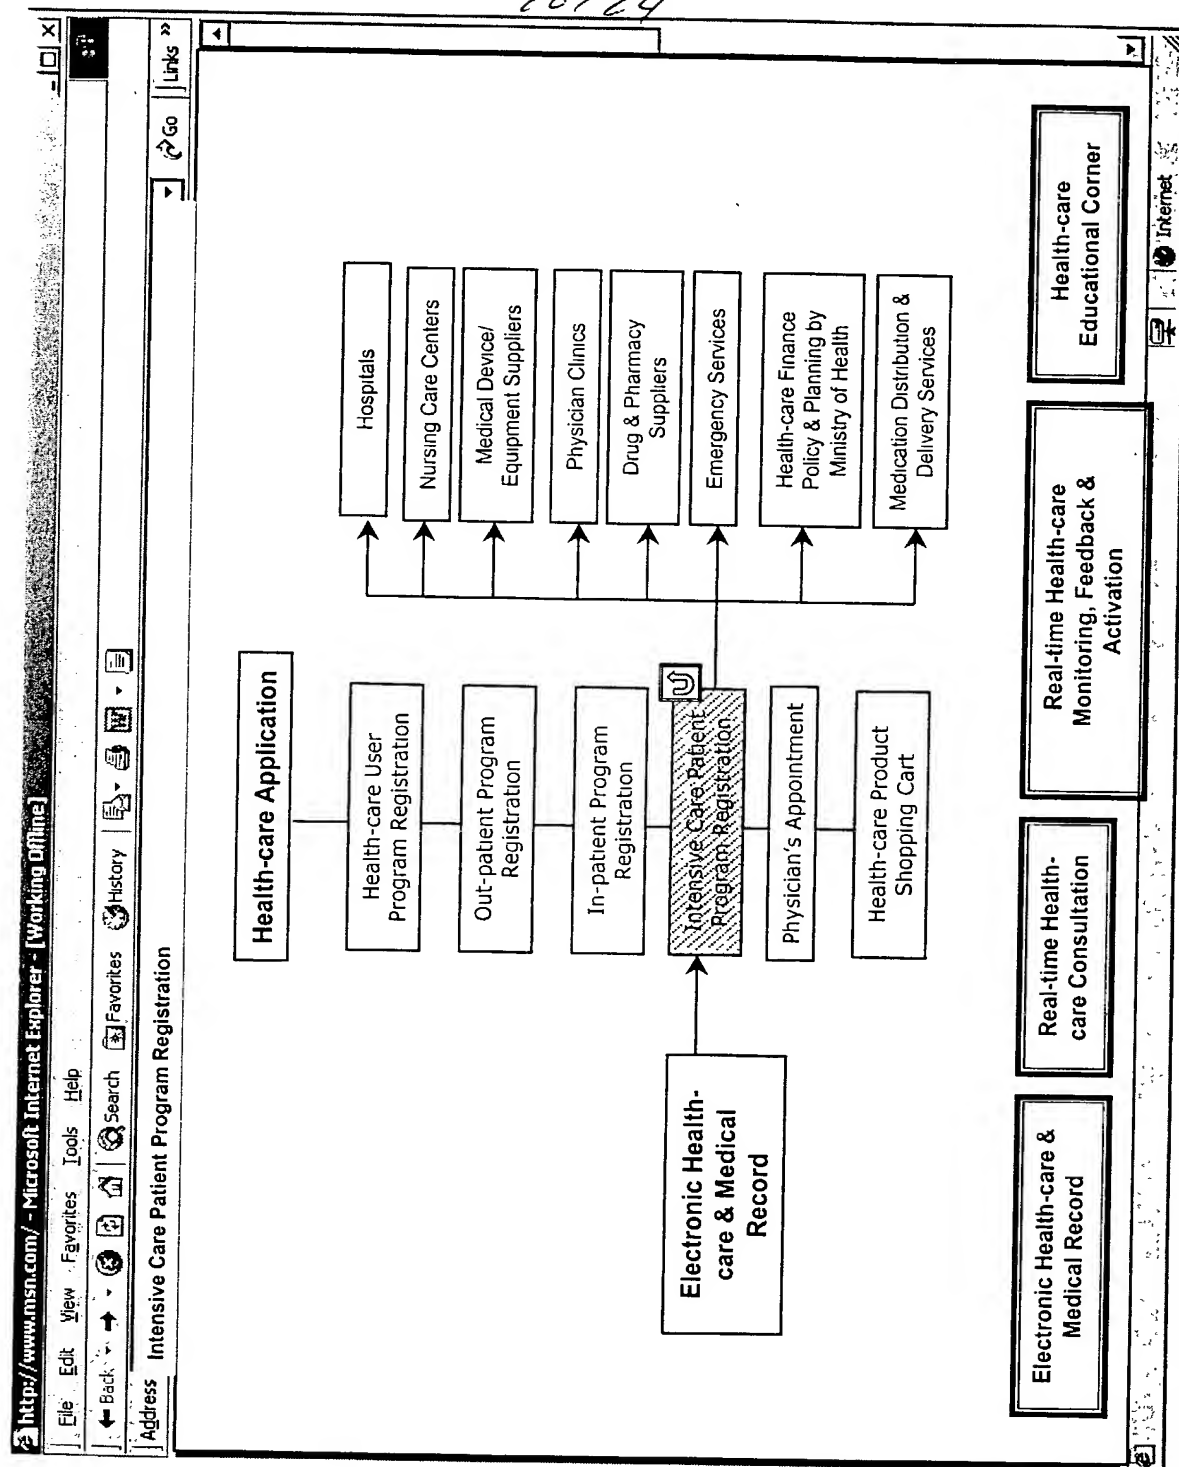 20/24
http://www.msn.com/ - Microsoft Internet Explorer - [Working Offline]
File Edit View Favorites Tools Help
Back Search Favorites History
Address Intensive Care Patient Program Registration Go Links »
Health-care Application
Health-care User
Program Registration
Out-patient Program
Registration
In-patient Program
Registration
Intensive Care Patient
Program Registration
Physician's Appointment
Health-care Product
Shopping Cart
Electronic Health-
care & Medical
Record
Hospitals
Nursing Care Centers
Medical Device/
Equipment Suppliers
Physician Clinics
Drug & Pharmacy
Suppliers
Emergency Services
Health-care Finance
Policy & Planning by
Ministry of Health
Medication Distribution &
Delivery Services
Electronic Health-care &
Medical Record
Real-time Health-
care Consultation
Real-time Health-care
Monitoring, Feedback &
Activation
Health-care
Educational Corner
Internet